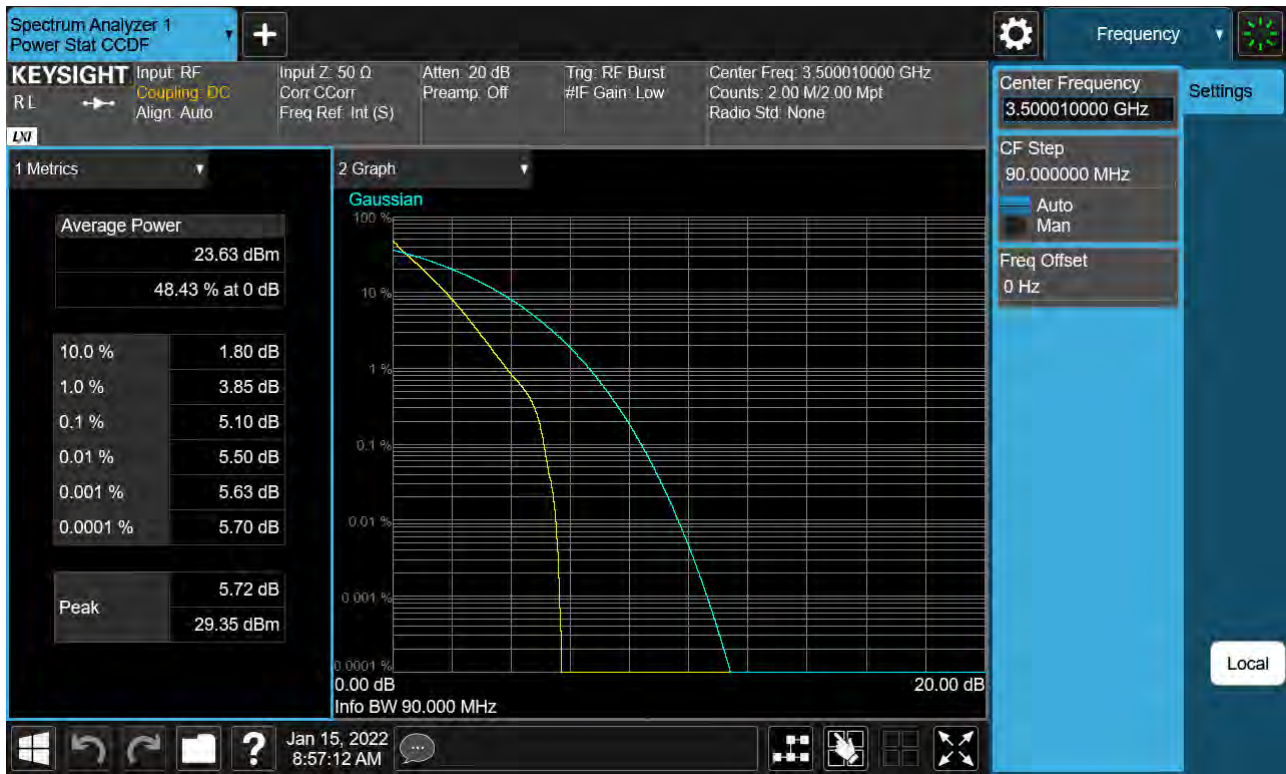 Spectrum Analyzer 1
Power Stat CCDF
+
Frequency
KEYSIGHT
RL
LXI
Input: RF
Coupling: DC
Align: Auto
Input Z: 50 Ω
Corr CCorr
Freq Ref: Int (S)
Atten: 20 dB
Preamp: Off
Trig: RF Burst
#IF Gain: Low
Center Freq: 3.500010000 GHz
Counts: 2.00 M/2.00 Mpt
Radio Std: None
Center Frequency
3.500010000 GHz
Settings
CF Step
90.000000 MHz
Auto
Man
Freq Offset
0 Hz
1 Metrics
Average Power
23.63 dBm
48.43 % at 0 dB
10.0 % 1.80 dB
1.0 % 3.85 dB
0.1 % 5.10 dB
0.01 % 5.50 dB
0.001 % 5.63 dB
0.0001 % 5.70 dB
Peak
5.72 dB
29.35 dBm
2 Graph
Gaussian
100 %
10 %
1 %
0.1 %
0.01 %
0.001 %
0.0001 %
0.00 dB 20.00 dB
Info BW 90.000 MHz
Local
?
Jan 15, 2022
8:57:12 AM